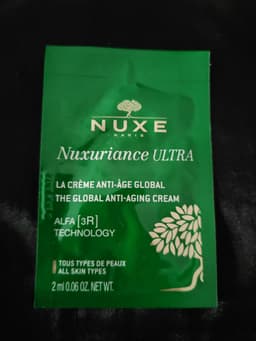 NUXE
PARIS
Nuxuriance ULTRA
LA CRÈME ANTI-ÂGE GLOBAL
THE GLOBAL ANTI-AGING CREAM
ALFA [3R]
TECHNOLOGY
TOUS TYPES DE PEAUX
ALL SKIN TYPES
2 ml 0.06 OZ. NET WT.